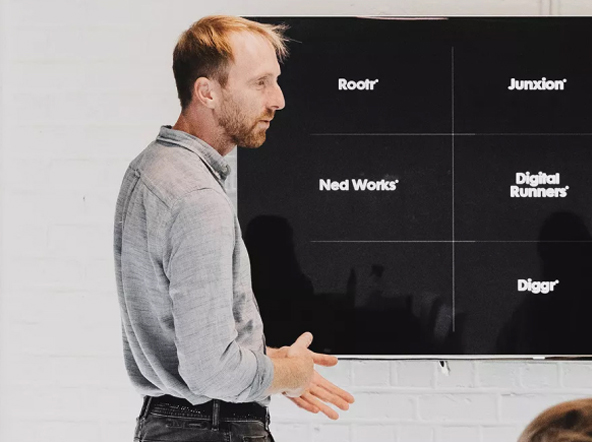 Rootr*
Junxion*
Ned Works*
Digital
Runners*
Diggr*